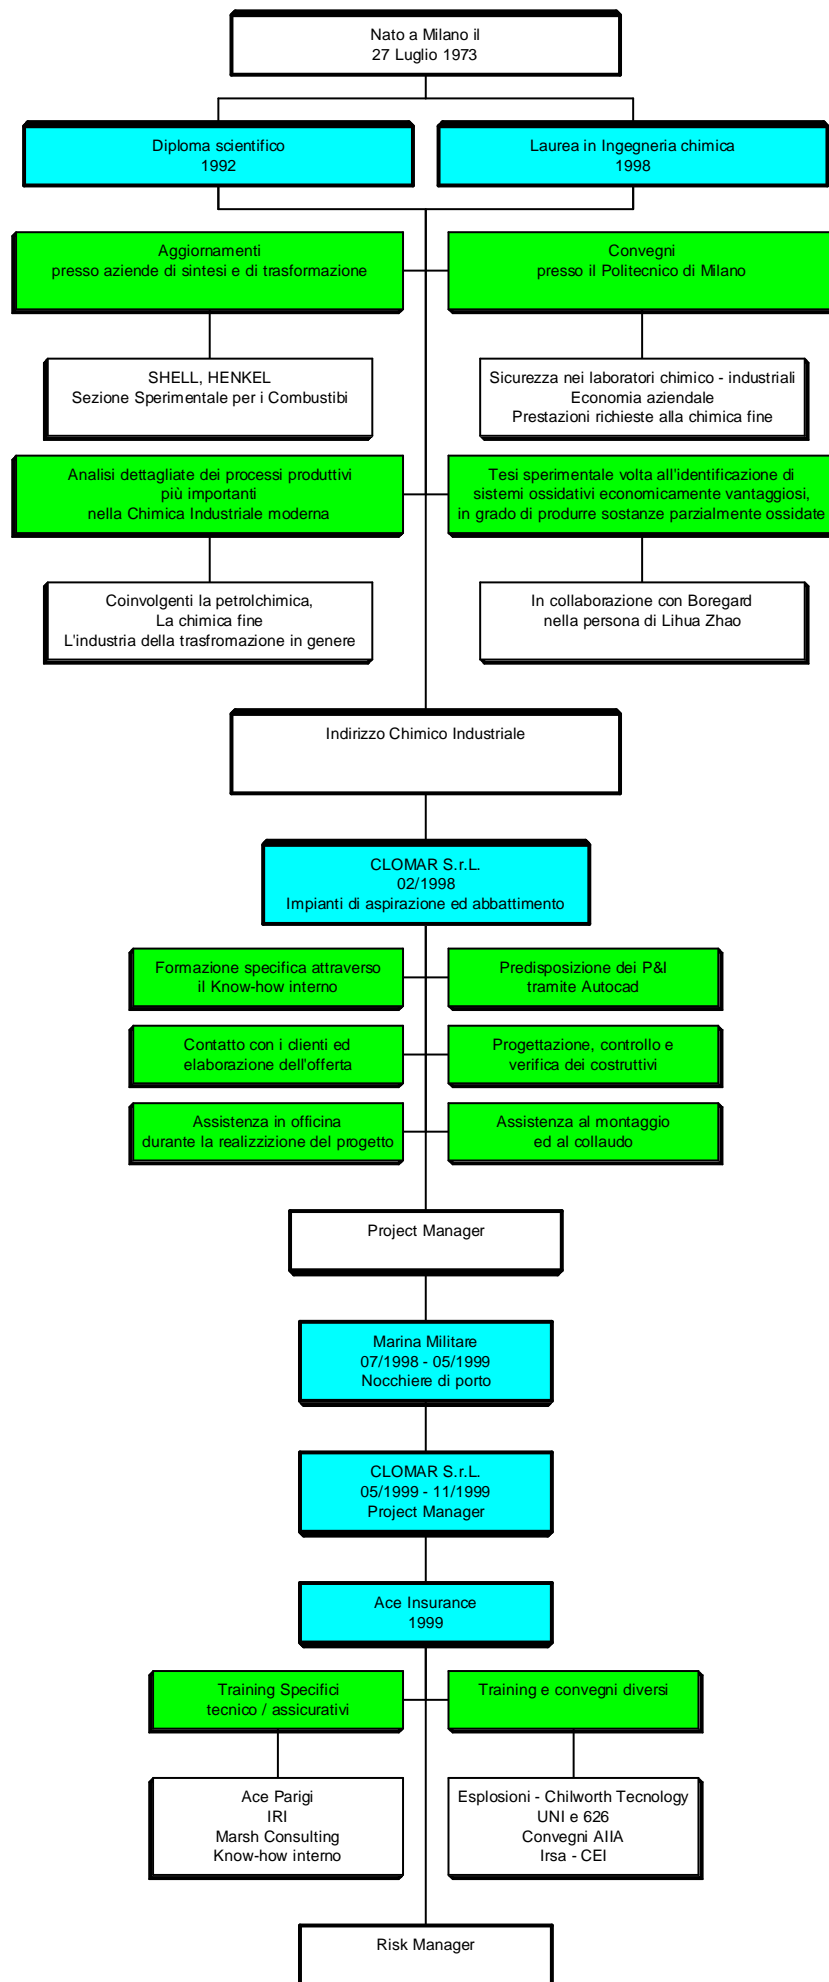 Nato a Milano il
27 Luglio 1973
Diploma scientifico
1992
Laurea in Ingegneria chimica
1998
Aggiornamenti
presso aziende di sintesi e di trasformazione
Convegni
presso il Politecnico di Milano
SHELL, HENKEL
Sezione Sperimentale per i Combustibi
Sicurezza nei laboratori chimico - industriali
Economia aziendale
Prestazioni richieste alla chimica fine
Analisi dettagliate dei processi produttivi
più importanti
nella Chimica Industriale moderna
Tesi sperimentale volta all'identificazione di
sistemi ossidativi economicamente vantaggiosi,
in grado di produrre sostanze parzialmente ossidate
Coinvolgenti la petrolchimica,
La chimica fine
L'industria della trasfromazione in genere
In collaborazione con Boregard
nella persona di Lihua Zhao
Indirizzo Chimico Industriale
CLOMAR S.r.L.
02/1998
Impianti di aspirazione ed abbattimento
Formazione specifica attraverso
il Know-how interno
Predisposizione dei P&I
tramite Autocad
Contatto con i clienti ed
elaborazione dell'offerta
Progettazione, controllo e
verifica dei costruttivi
Assistenza in officina
durante la realizzizione del progetto
Assistenza al montaggio
ed al collaudo
Project Manager
Marina Militare
07/1998 - 05/1999
Nocchiere di porto
CLOMAR S.r.L.
05/1999 - 11/1999
Project Manager
Ace Insurance
1999
Training Specifici
tecnico / assicurativi
Training e convegni diversi
Ace Parigi
IRI
Marsh Consulting
Know-how interno
Esplosioni - Chilworth Tecnology
UNI e 626
Convegni AIIA
Irsa - CEI
Risk Manager